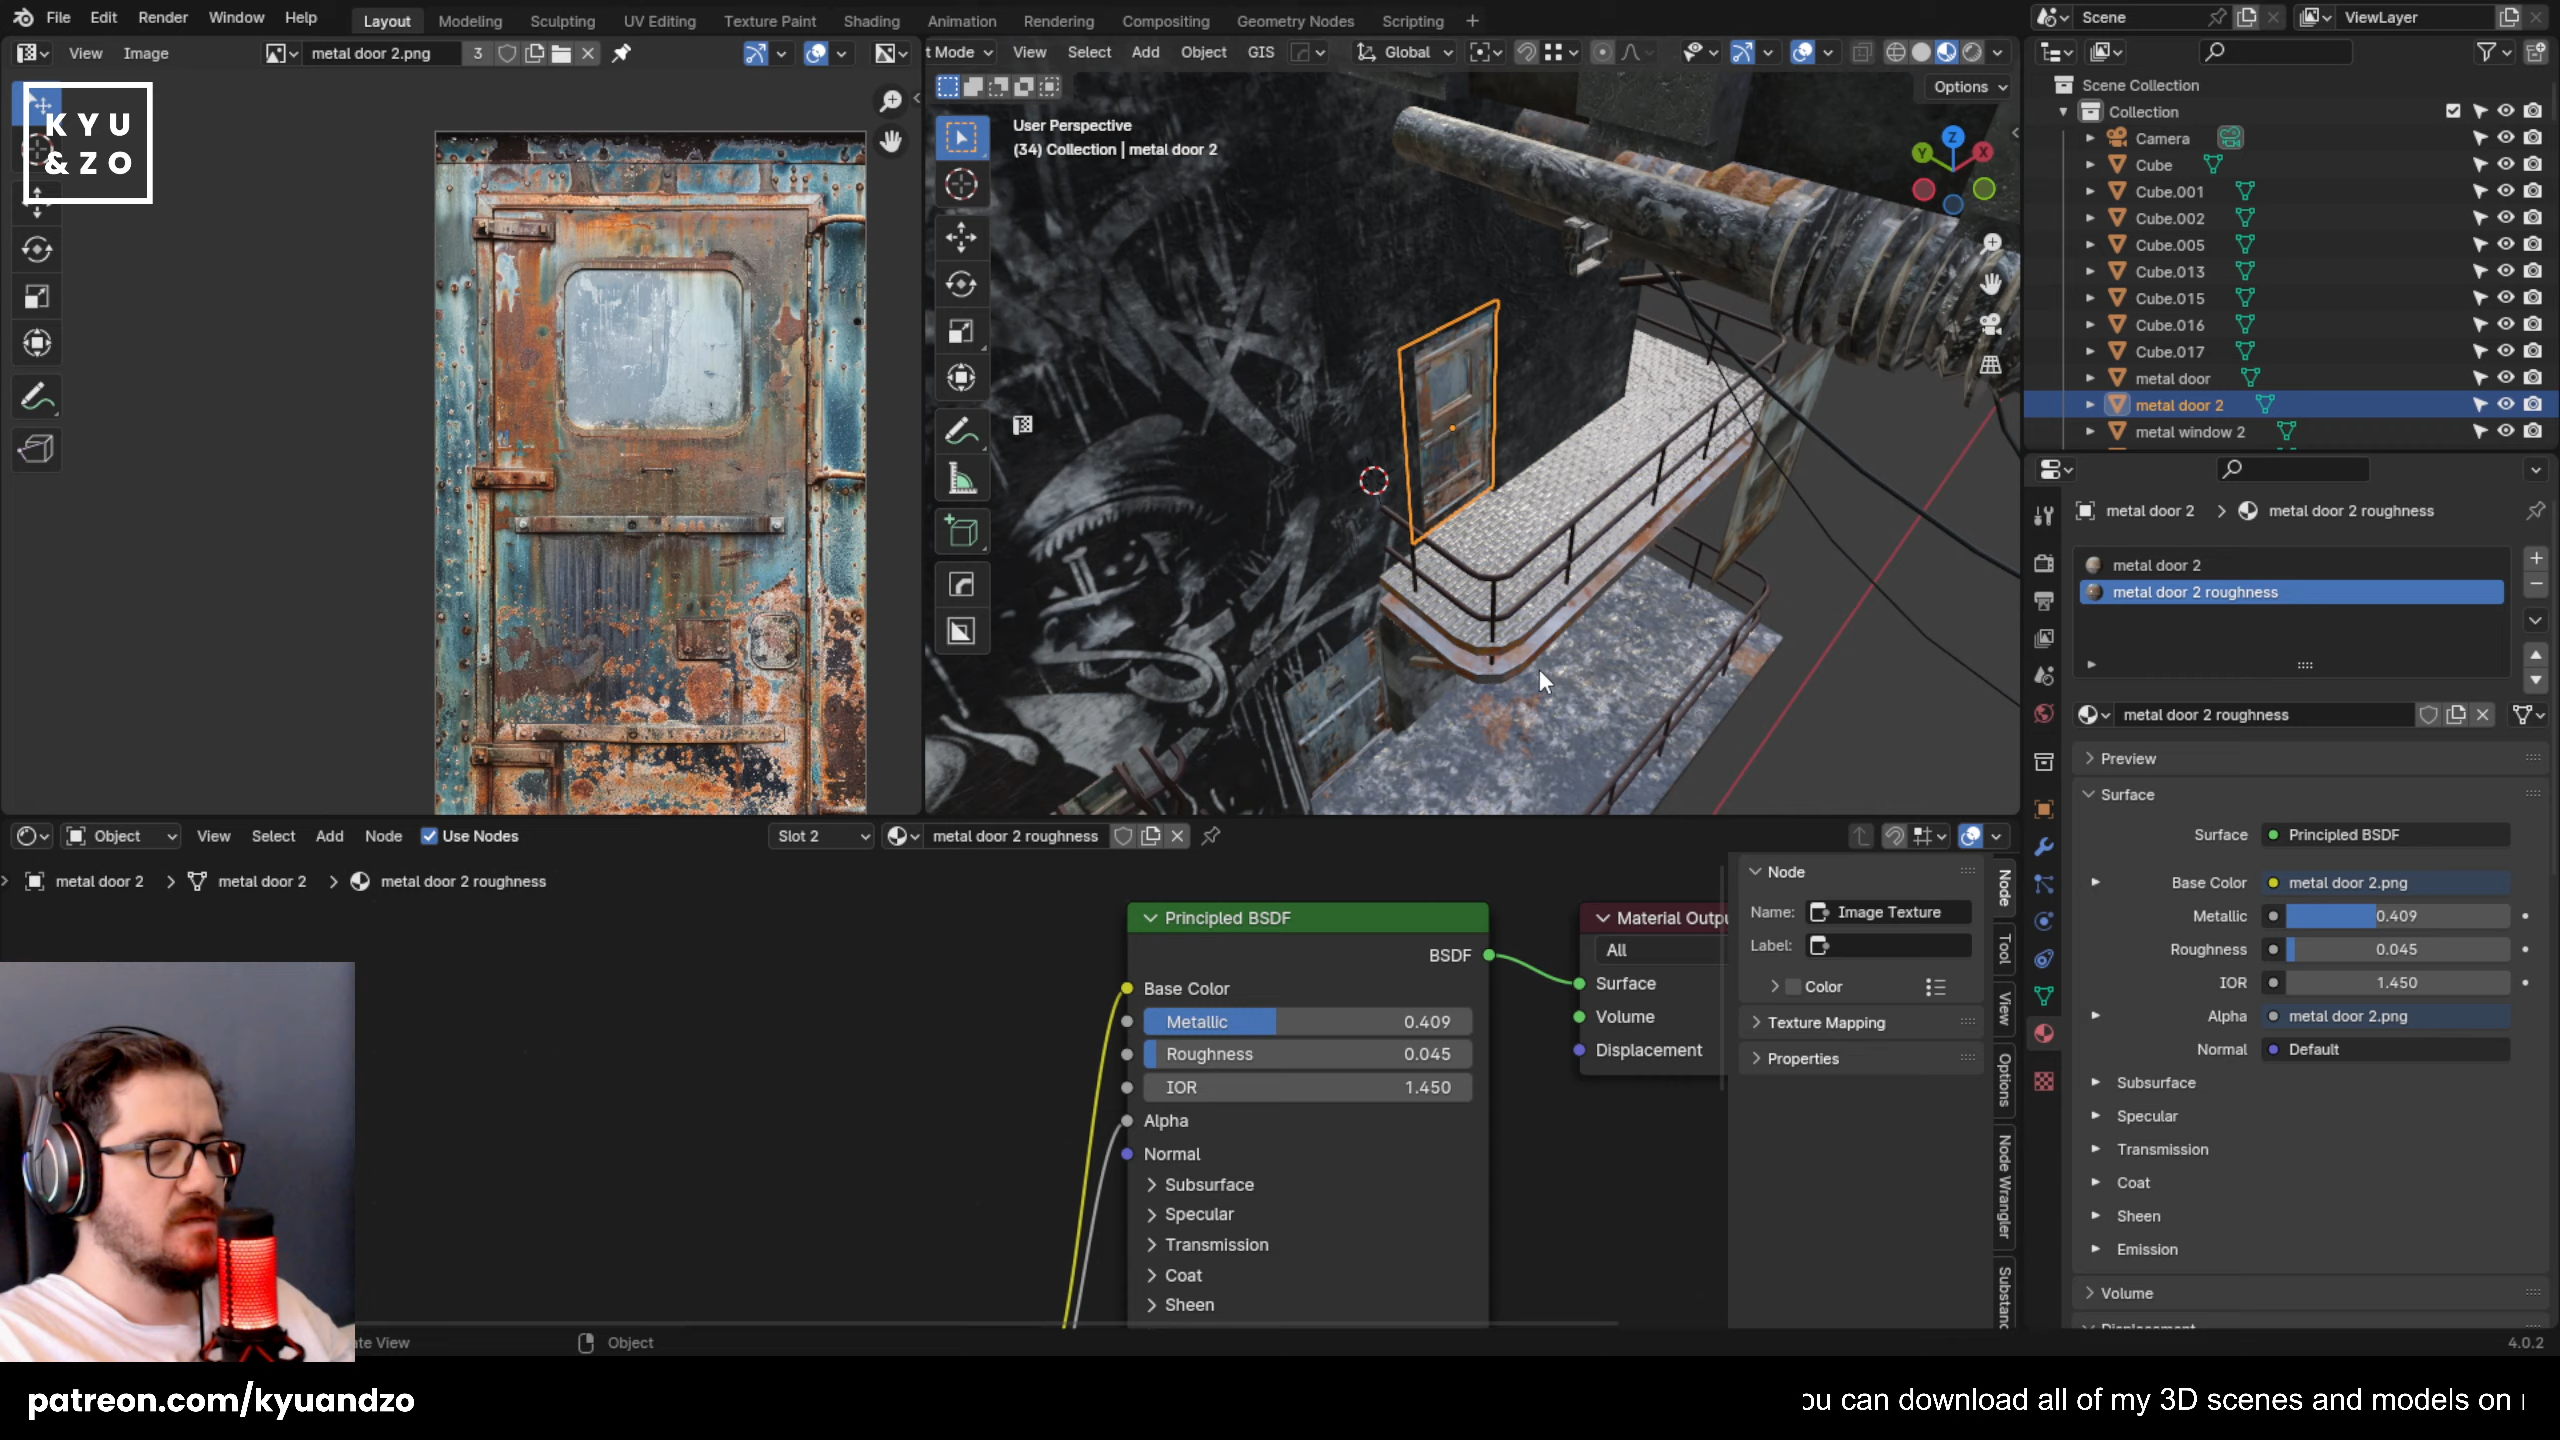 File Edit Render Window Help
Layout Modeling Sculpting UV Editing Texture Paint Shading Animation Rendering Compositing Geometry Nodes Scripting +
Scene
ViewLayer
View Image
metal door 2.png 3
t Mode View Select Add Object GIS
Global
Options
KYU
&ZO
User Perspective
(34) Collection | metal door 2
Z
Y
X
Scene Collection
Collection
Camera
Cube
Cube.001
Cube.002
Cube.005
Cube.013
Cube.015
Cube.016
Cube.017
metal door
metal door 2
metal window 2
metal door 2 > metal door 2 roughness
metal door 2
metal door 2 roughness
metal door 2 roughness
Preview
Surface
Surface Principled BSDF
Base Color metal door 2.png
Metallic 0.409
Roughness 0.045
IOR 1.450
Alpha metal door 2.png
Normal Default
Subsurface
Specular
Transmission
Coat
Sheen
Emission
Volume
Object View Select Add Node Use Nodes
Slot 2
metal door 2 roughness
metal door 2 > metal door 2 > metal door 2 roughness
Principled BSDF
BSDF
Base Color
Metallic 0.409
Roughness 0.045
IOR 1.450
Alpha
Normal
Subsurface
Specular
Transmission
Coat
Sheen
Material Outpu
All
Surface
Volume
Displacement
Node
Name: Image Texture
Label:
Color
Texture Mapping
Properties
Node
Tool
View
Options
Node Wrangler
Substanc
ate View
Object
4.0.2
patreon.com/kyuandzo
ou can download all of my 3D scenes and models on